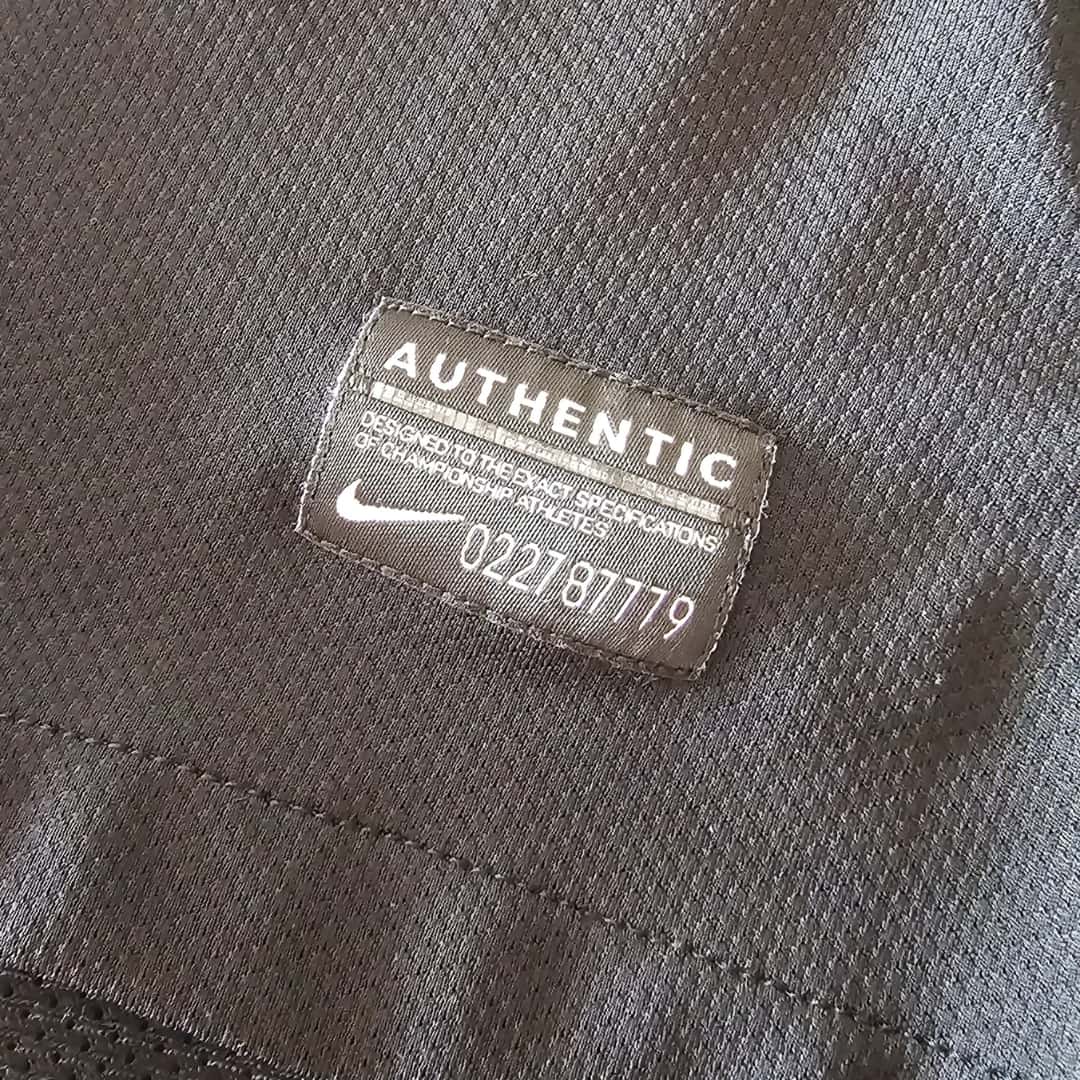 AUTHENTIC
DESIGNED TO THE EXACT SPECIFICATIONS
OF CHAMPIONSHIP ATHLETES
022787779